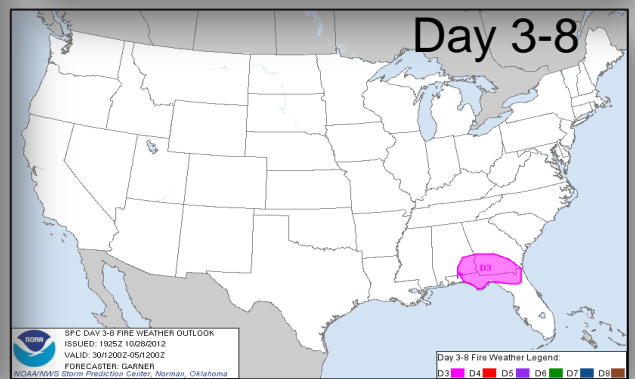 Day 3-8
D3
NOAA
SPC DAY 3-8 FIRE WEATHER OUTLOOK
ISSUED: 1925Z 10/28/2012
VALID: 30/1200Z-05/1200Z
FORECASTER: GARNER
NOAA/NWS Storm Prediction Center, Norman, Oklahoma
Day 3-8 Fire Weather Legend:
D3 D4 D5 D6 D7 D8